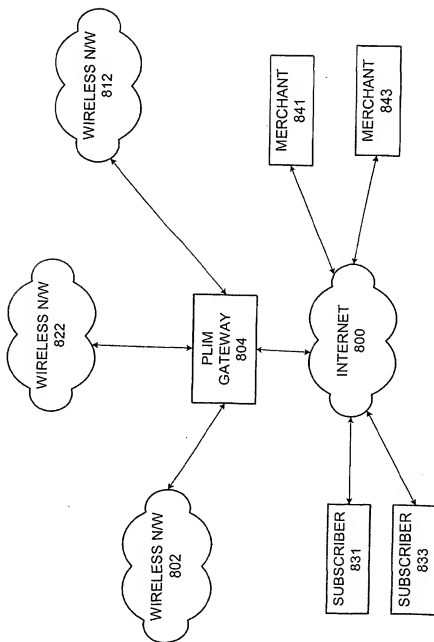 WIRELESS N/W
802
WIRELESS N/W
822
WIRELESS N/W
812
PLIM
GATEWAY
804
SUBSCRIBER
831
SUBSCRIBER
833
INTERNET
800
MERCHANT
841
MERCHANT
843